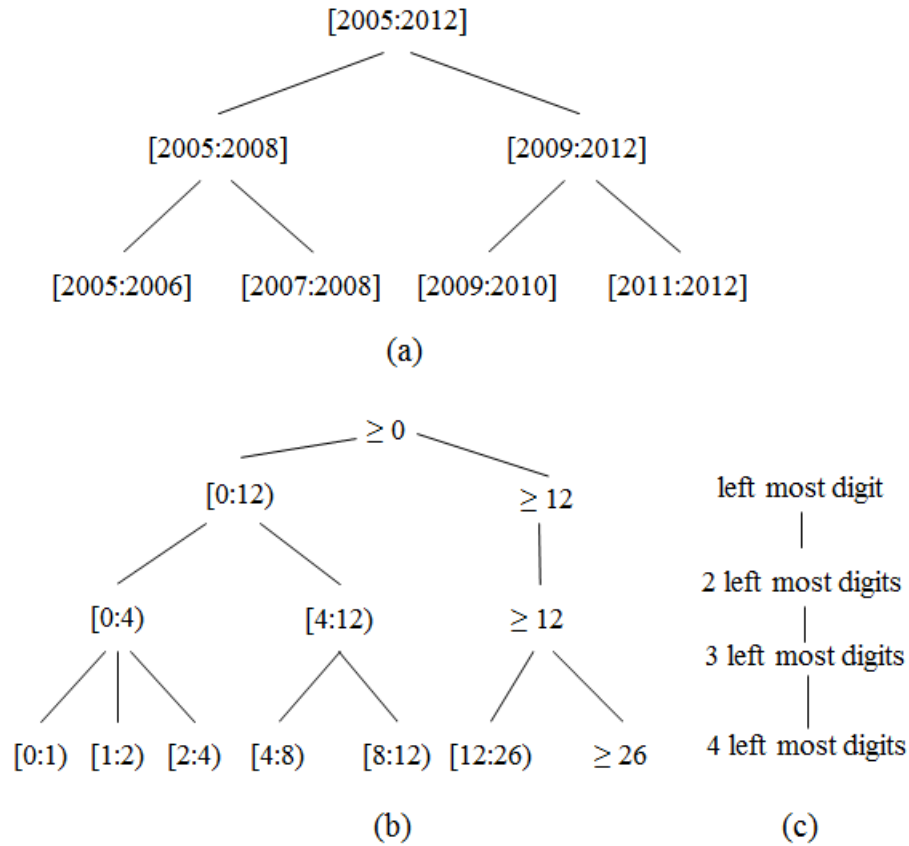 [2005:2012]
[2005:2008] [2009:2012]
[2005:2006] [2007:2008] [2009:2010] [2011:2012]
(a)
≥ 0
[0:12) ≥ 12
[0:4) [4:12) ≥ 12
[0:1) [1:2) [2:4) [4:8) [8:12) [12:26) ≥ 26
(b)
left most digit
2 left most digits
3 left most digits
4 left most digits
(c)